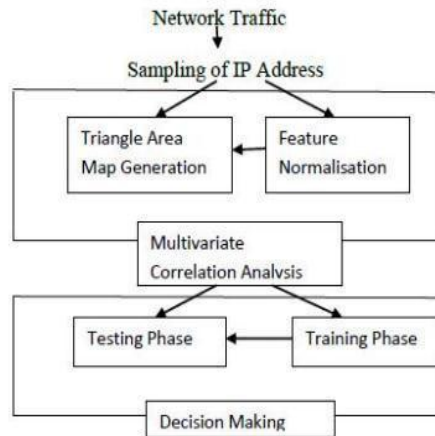 Network Traffic
Sampling of IP Address
Triangle Area
Map Generation
Feature
Normalisation
Multivariate
Correlation Analysis
Testing Phase
Training Phase
Decision Making